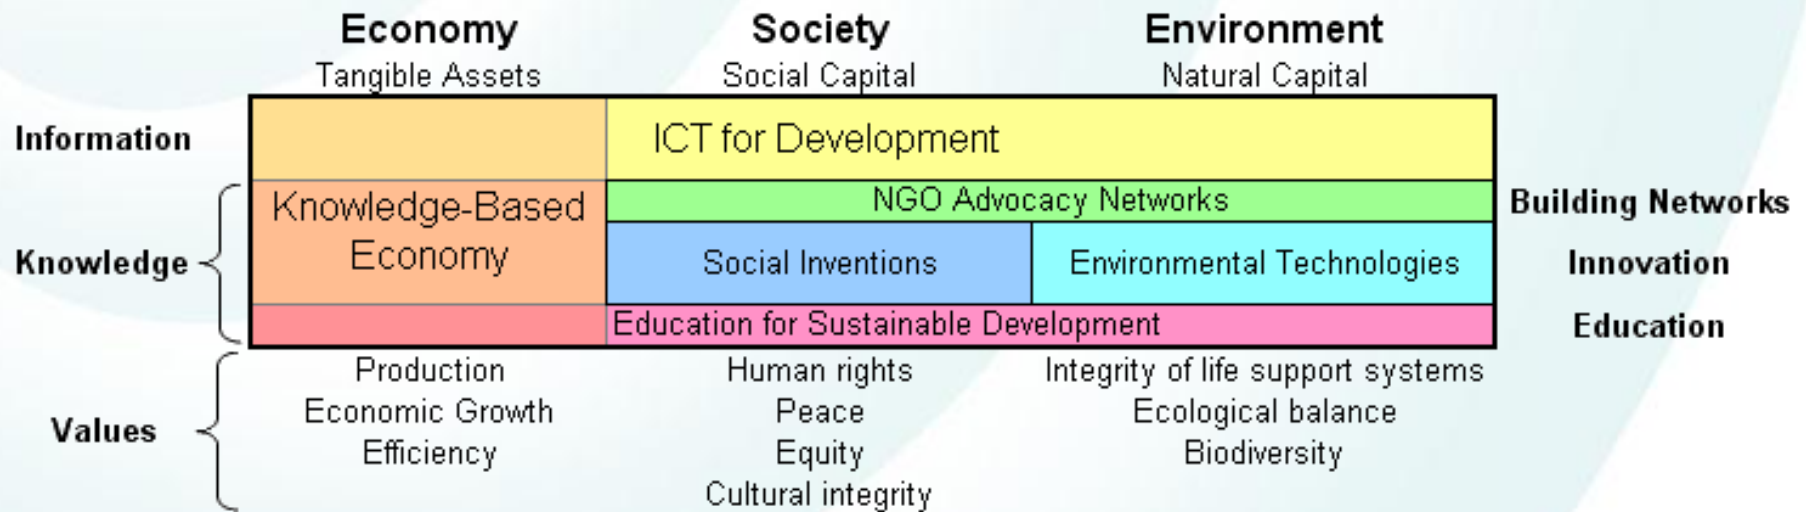 Economy
Society
Environment
Tangible Assets
Social Capital
Natural Capital
Information
ICT for Development
Knowledge
Knowledge-Based
Economy
NGO Advocacy Networks
Building Networks
Social Inventions
Environmental Technologies
Innovation
Education for Sustainable Development
Education
Values
Production
Economic Growth
Efficiency
Human rights
Peace
Equity
Cultural integrity
Integrity of life support systems
Ecological balance
Biodiversity